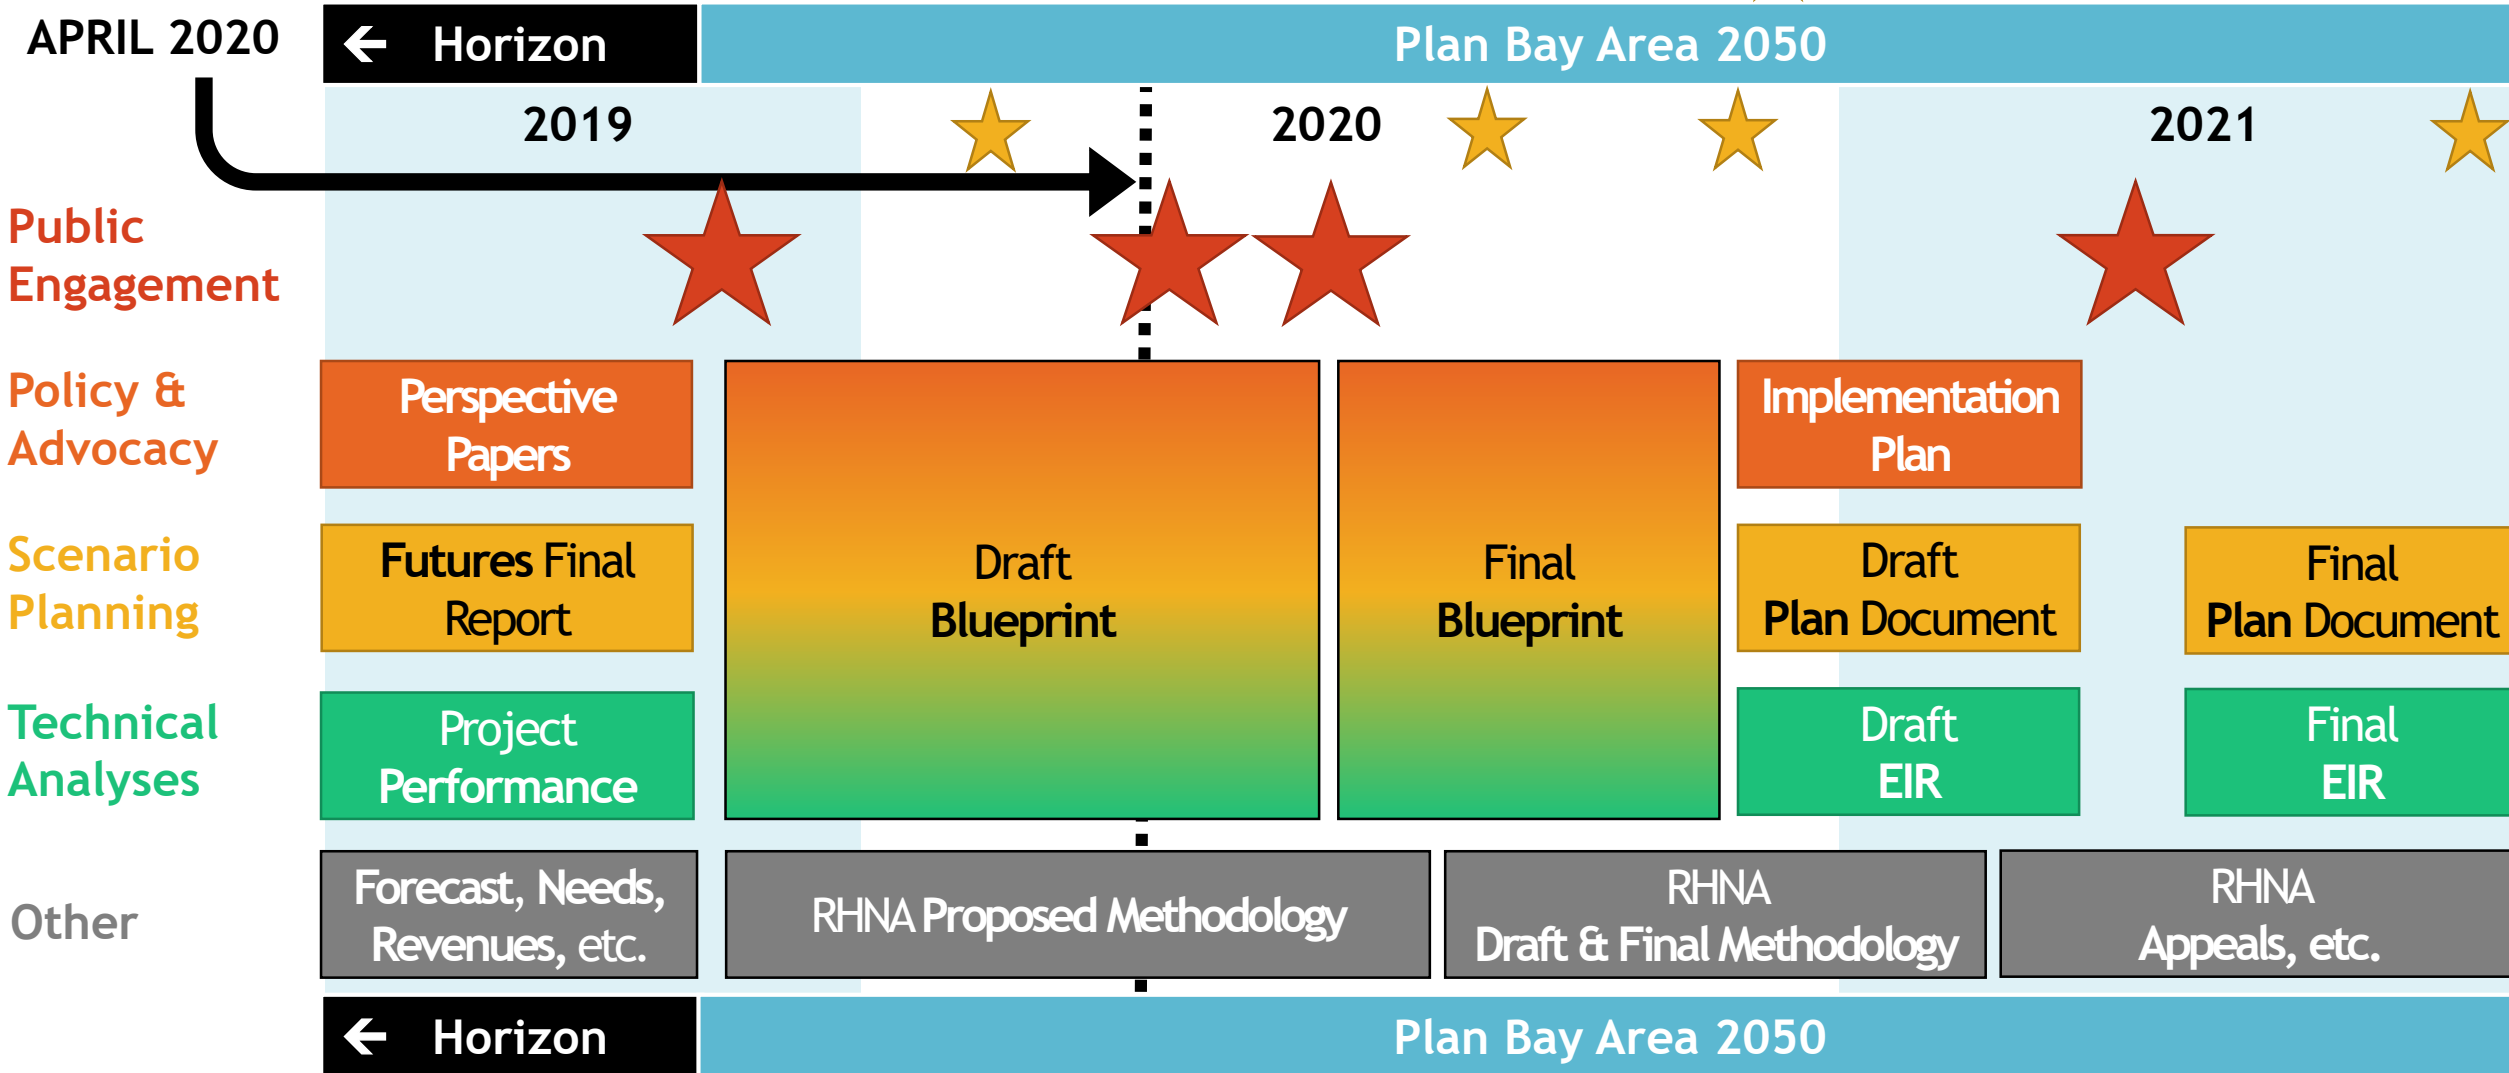 APRIL 2020
← Horizon
Plan Bay Area 2050
2019
2020
2021
Public
Engagement
Policy &
Advocacy
Perspective
Papers
Implementation
Plan
Scenario
Planning
Futures Final
Report
Draft
Blueprint
Final
Blueprint
Draft
Plan Document
Final
Plan Document
Technical
Analyses
Project
Performance
Draft
EIR
Final
EIR
Other
Forecast, Needs,
Revenues, etc.
RHNA Proposed Methodology
RHNA
Draft & Final Methodology
RHNA
Appeals, etc.
← Horizon
Plan Bay Area 2050